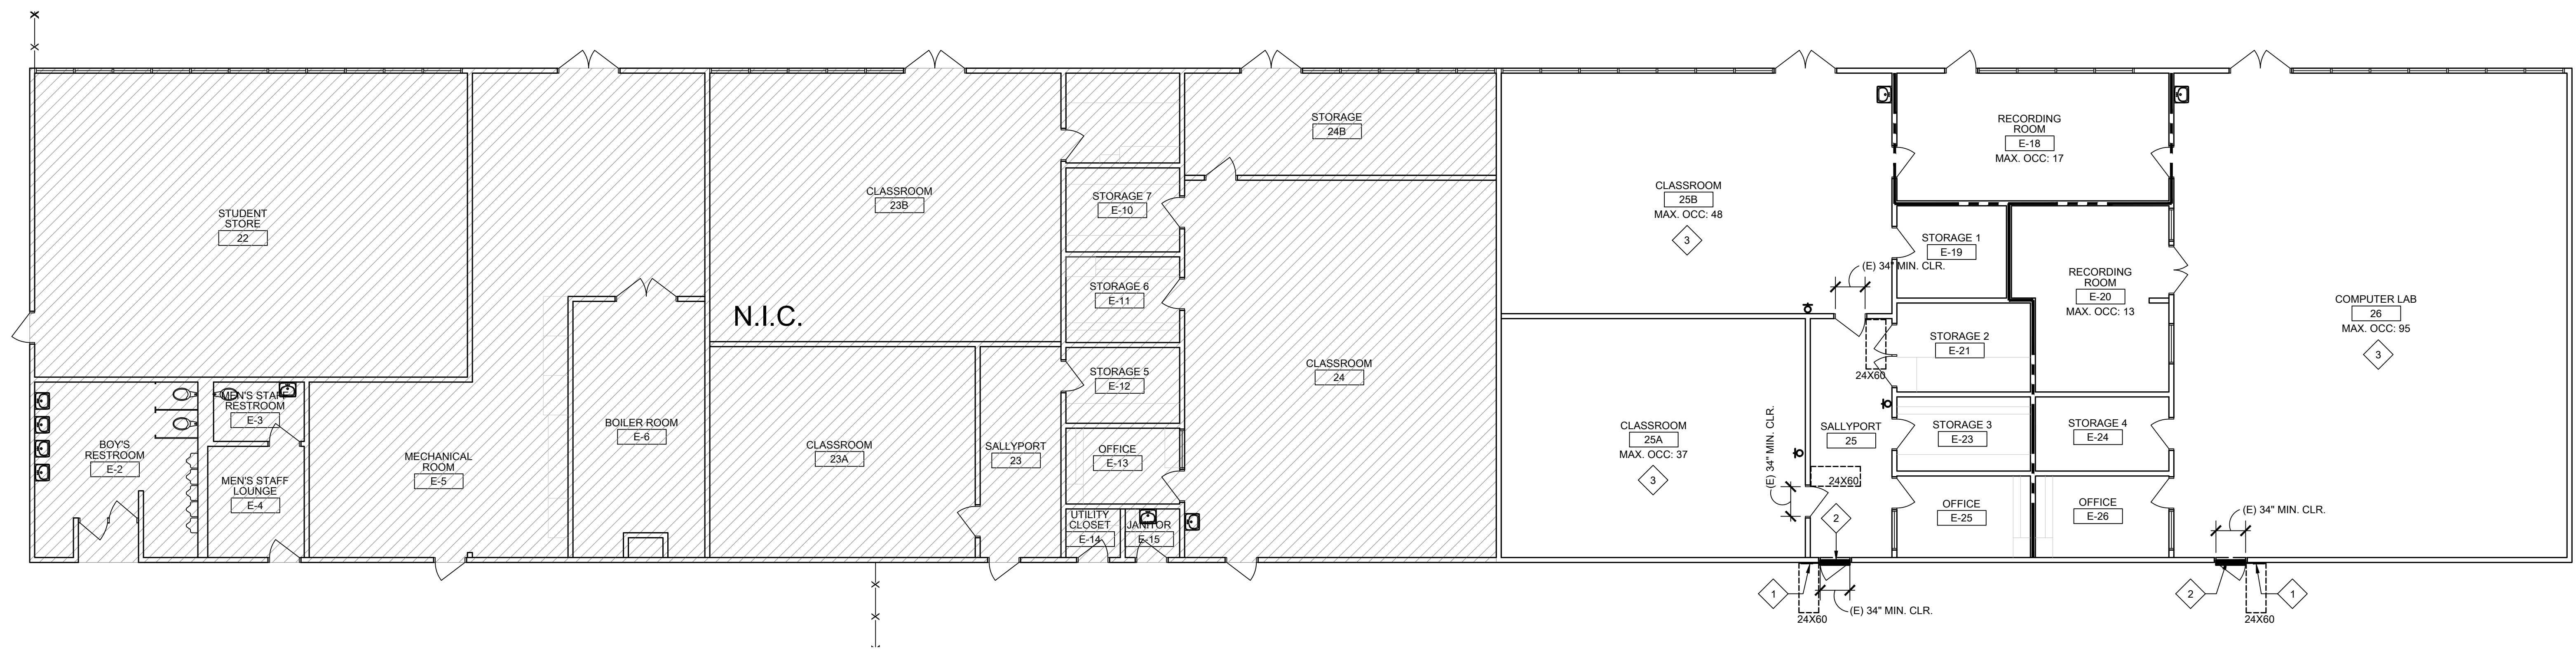 STUDENT
STORE
22
BOY'S
RESTROOM
E-2
MEN'S STAFF
RESTROOM
E-3
MEN'S STAFF
LOUNGE
E-4
MECHANICAL
ROOM
E-5
BOILER ROOM
E-6
CLASSROOM
23B
N.I.C.
CLASSROOM
23A
SALLYPORT
23
STORAGE 7
E-10
STORAGE 6
E-11
STORAGE 5
E-12
OFFICE
E-13
UTILITY
CLOSET
E-14
JANITOR
E-15
STORAGE
24B
CLASSROOM
24
CLASSROOM
25B
MAX. OCC: 48
3
(E) 34" MIN. CLR.
CLASSROOM
25A
MAX. OCC: 37
3
(E) 34" MIN. CLR.
SALLYPORT
25
24X60
24X60
2
1
24X60
(E) 34" MIN. CLR.
RECORDING
ROOM
E-18
MAX. OCC: 17
STORAGE 1
E-19
RECORDING
ROOM
E-20
MAX. OCC: 13
STORAGE 2
E-21
STORAGE 3
E-23
STORAGE 4
E-24
OFFICE
E-25
OFFICE
E-26
COMPUTER LAB
26
MAX. OCC: 95
3
(E) 34" MIN. CLR.
2
1
24X60